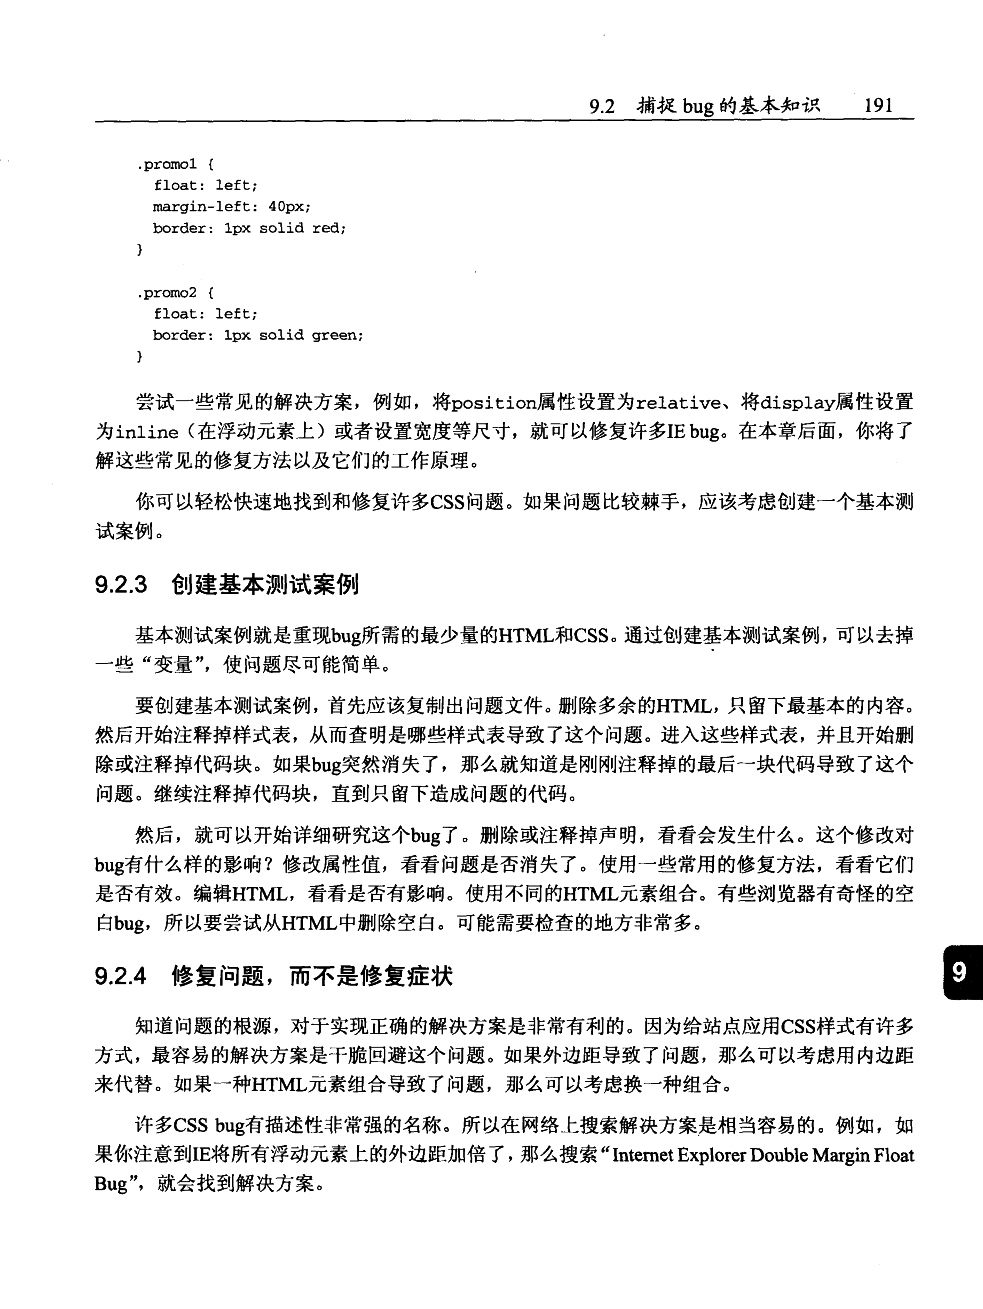 9.2 捕捉 bug 的基本知识 191
.promo1 {
float: left;
margin-left: 40px;
border: 1px solid red;
}
.promo2 {
float: left;
border: 1px solid green;
}
尝试一些常见的解决方案，例如，将position属性设置为relative、将display属性设置
为inline（在浮动元素上）或者设置宽度等尺寸，就可以修复许多IE bug。在本章后面，你将了
解这些常见的修复方法以及它们的工作原理。
你可以轻松快速地找到和修复许多CSS问题。如果问题比较棘手，应该考虑创建一个基本测
试案例。
9.2.3 创建基本测试案例
基本测试案例就是重现bug所需的最少量的HTML和CSS。通过创建基本测试案例，可以去掉
一些“变量”，使问题尽可能简单。
要创建基本测试案例，首先应该复制出问题文件。删除多余的HTML，只留下最基本的内容。
然后开始注释掉样式表，从而查明是哪些样式表导致了这个问题。进入这些样式表，并且开始删
除或注释掉代码块。如果bug突然消失了，那么就知道是刚刚注释掉的最后一块代码导致了这个
问题。继续注释掉代码块，直到只留下造成问题的代码。
然后，就可以开始详细研究这个bug了。删除或注释掉声明，看看会发生什么。这个修改对
bug有什么样的影响？修改属性值，看看问题是否消失了。使用一些常用的修复方法，看看它们
是否有效。编辑HTML，看看是否有影响。使用不同的HTML元素组合。有些浏览器有奇怪的空
白bug，所以要尝试从HTML中删除空白。可能需要检查的地方非常多。
9.2.4 修复问题，而不是修复症状
9
知道问题的根源，对于实现正确的解决方案是非常有利的。因为给站点应用CSS样式有许多
方式，最容易的解决方案是干脆回避这个问题。如果外边距导致了问题，那么可以考虑用内边距
来代替。如果一种HTML元素组合导致了问题，那么可以考虑换一种组合。
许多CSS bug有描述性非常强的名称。所以在网络上搜索解决方案是相当容易的。例如，如
果你注意到IE将所有浮动元素上的外边距加倍了，那么搜索“Internet Explorer Double Margin Float
Bug”，就会找到解决方案。